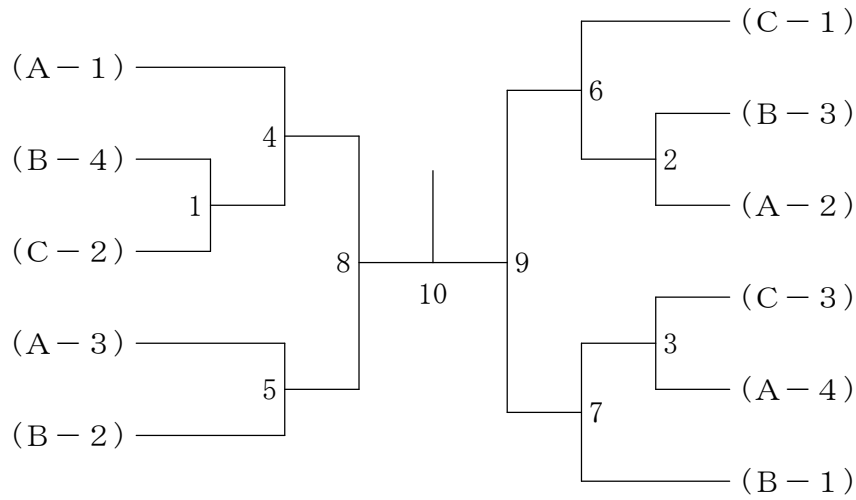 (A-1)
(B-4)
(C-2)
(A-3)
(B-2)
1
4
5
8
10
9
6
2
3
7
(C-1)
(B-3)
(A-2)
(C-3)
(A-4)
(B-1)